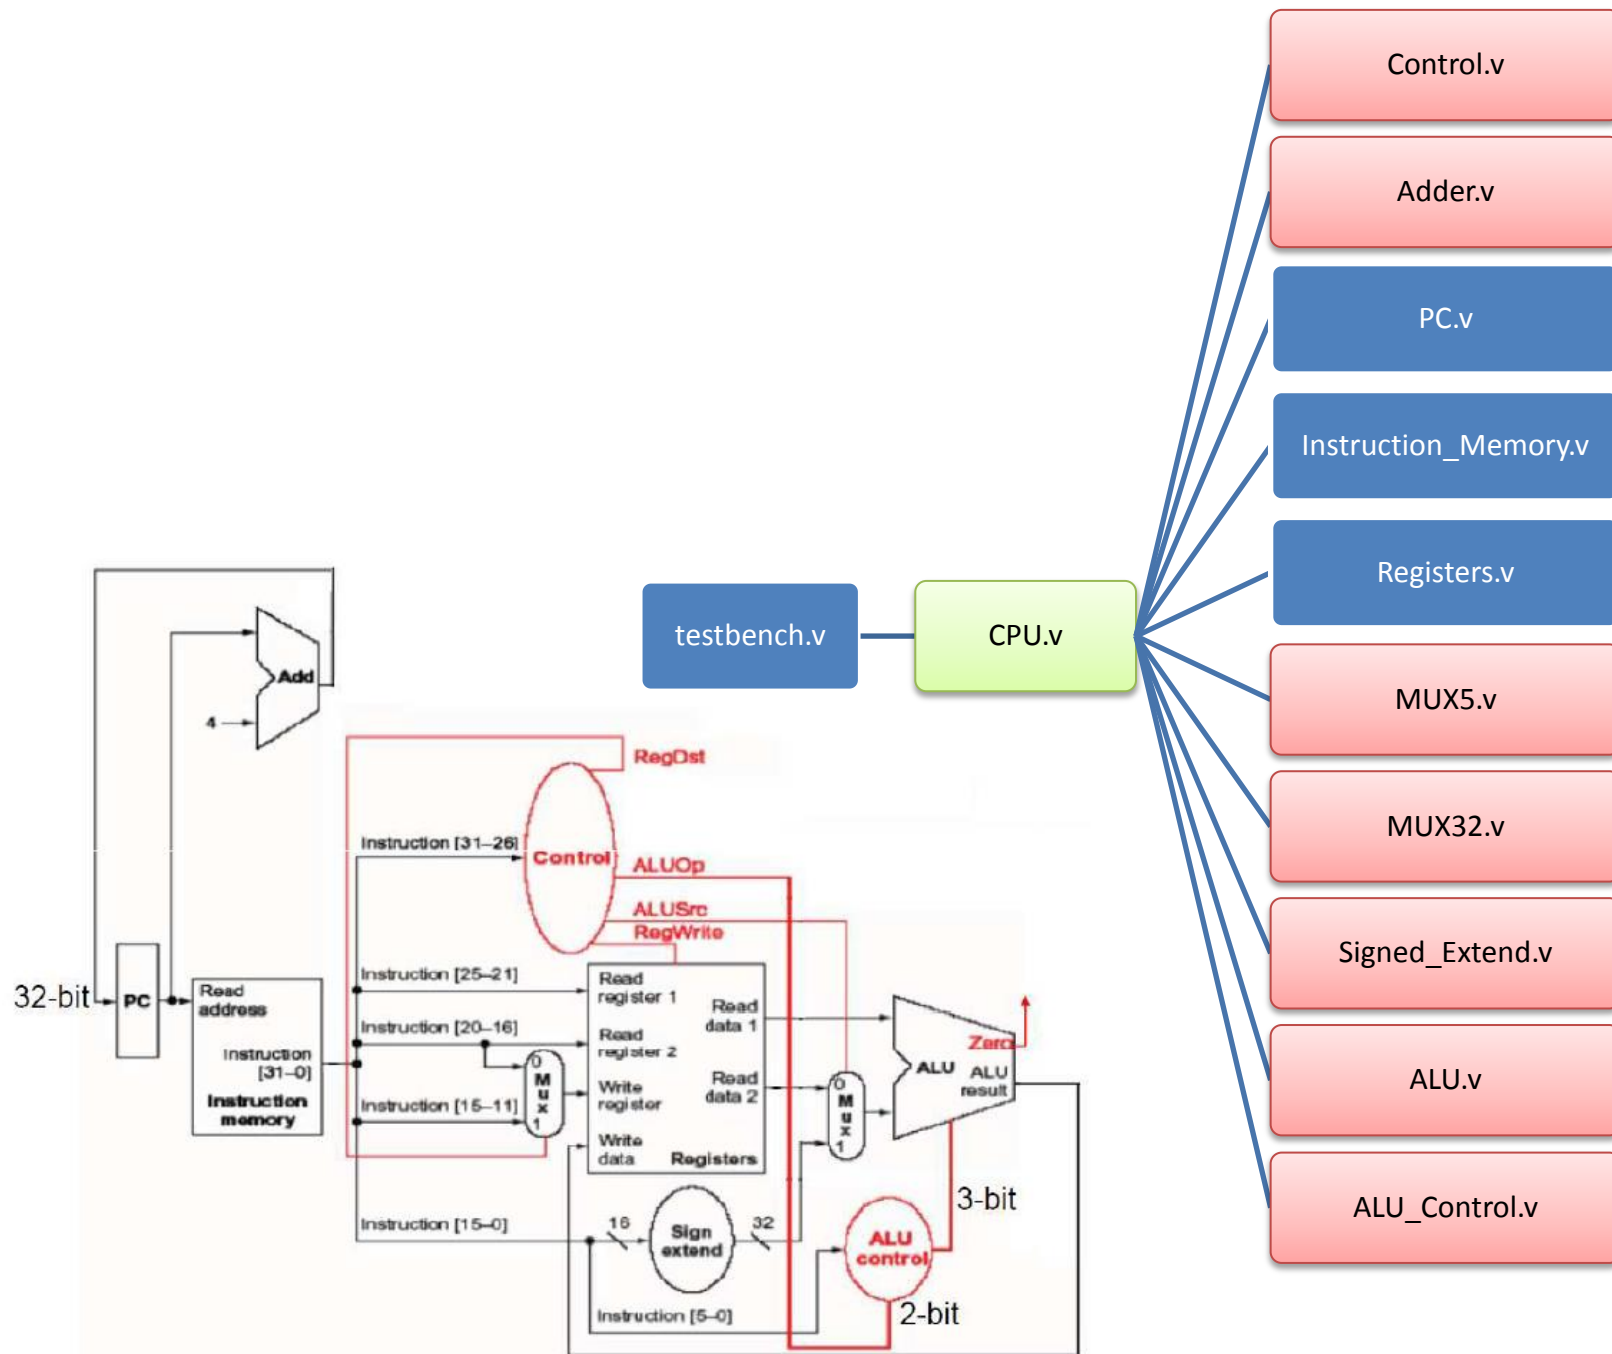 Control.v
Adder.v
PC.v
Instruction_Memory.v
Registers.v
testbench.v
CPU.v
MUX5.v
MUX32.v
Signed_Extend.v
ALU.v
ALU_Control.v
Add
4
RegDst
Instruction [31–26]
Control
ALUOp
ALUSrc
RegWrite
32-bit
PC
Read
address
Instruction
[31–0]
Instruction
memory
Instruction [25–21]
Instruction [20–16]
Instruction [15–11]
Instruction [15–0]
0
M
u
x
1
Read
register 1
Read
register 2
Write
register
Write
data
Read
data 1
Read
data 2
Registers
0
M
u
x
1
Zero
ALU
ALU
result
16
Sign
extend
32
ALU
control
3-bit
2-bit
Instruction [5–0]